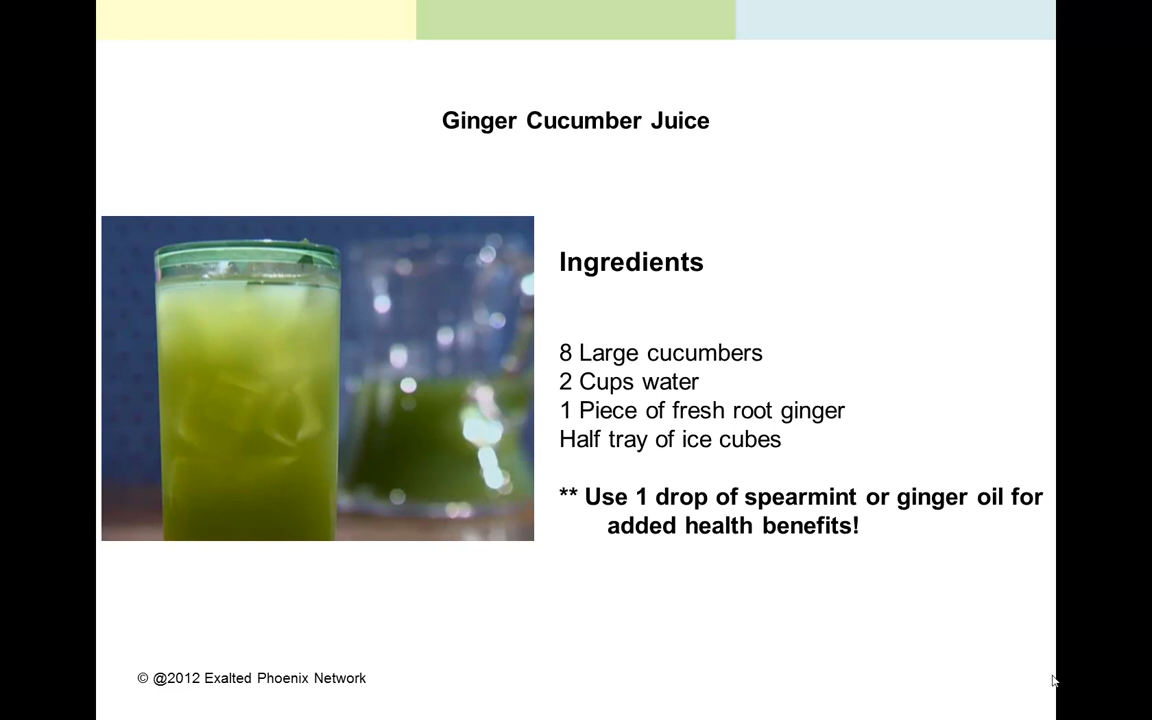 Ginger Cucumber Juice
Ingredients
8 Large cucumbers
2 Cups water
1 Piece of fresh root ginger
Half tray of ice cubes
** Use 1 drop of spearmint or ginger oil for
added health benefits!
© @2012 Exalted Phoenix Network